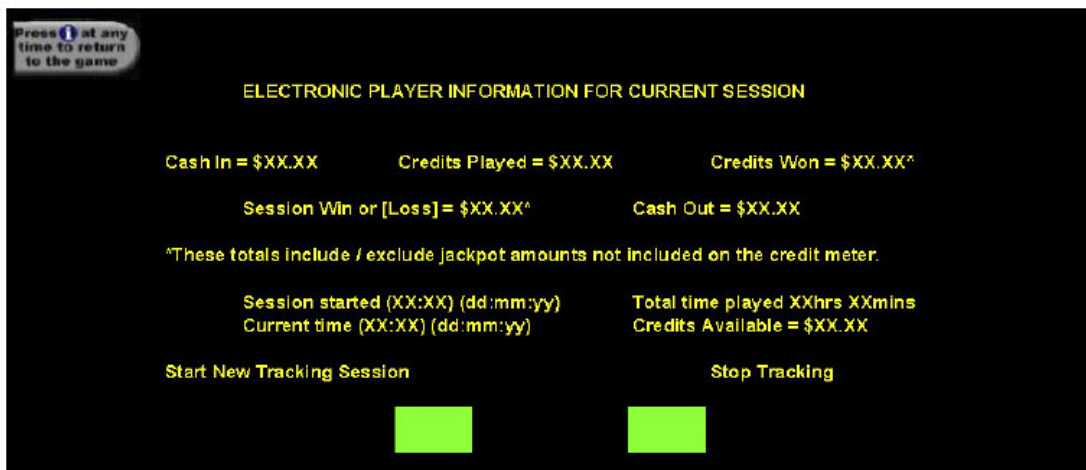 Press i at any
time to return
to the game
ELECTRONIC PLAYER INFORMATION FOR CURRENT SESSION
Cash In = $XX.XX Credits Played = $XX.XX Credits Won = $XX.XX^
Session Win or [Loss] = $XX.XX^ Cash Out = $XX.XX
^These totals include / exclude jackpot amounts not included on the credit meter.
Session started (XX:XX) (dd:mm:yy) Total time played XXhrs XXmins
Current time (XX:XX) (dd:mm:yy) Credits Available = $XX.XX
Start New Tracking Session Stop Tracking